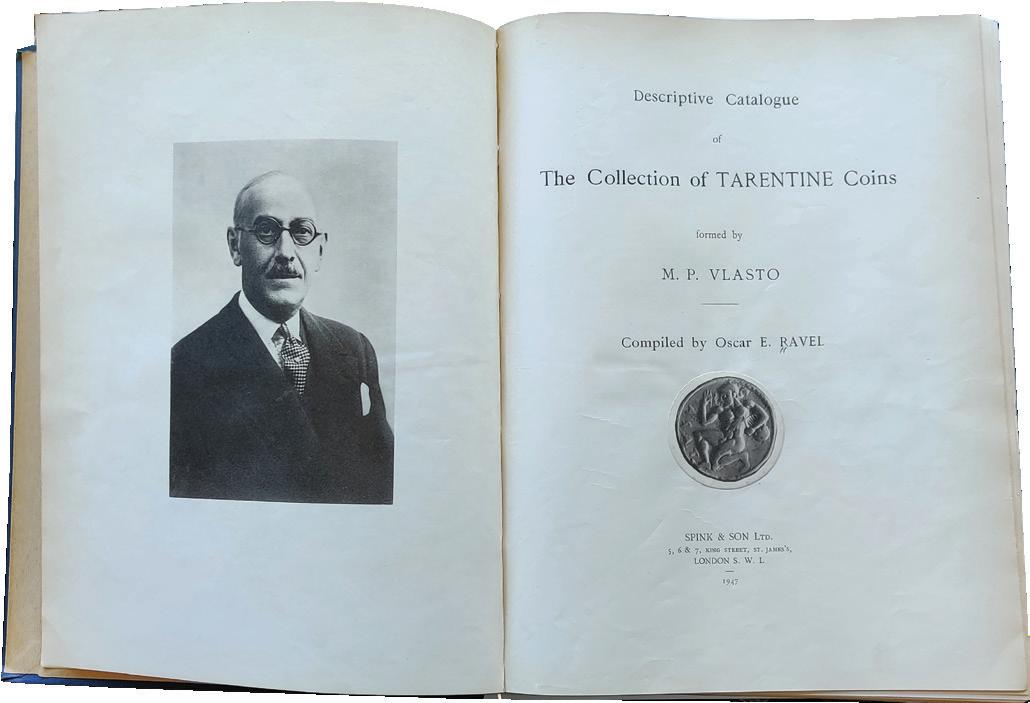 Descriptive Catalogue
of
The Collection of TARENTINE Coins
formed by
M. P. VLASTO
Compiled by Oscar E. RAVEL
SPINK & SON LTD.
5, 6 & 7, KING STREET, ST. JAMES'S,
LONDON S. W. 1.
1947